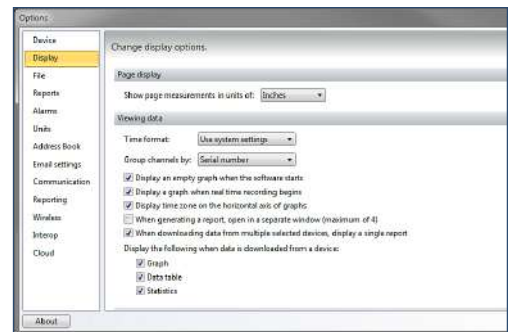 Options
Device
Display
File
Reports
Alarms
Units
Address Book
Email settings
Communication
Reporting
Wireless
Interop
Cloud
About
Change display options.
Page display
Show page measurements in units of: Inches
Viewing data
Time format: Use system settings
Group channels by: Serial number
Display an empty graph when the software starts
Display a graph when real time recording begins
Display time zone on the horizontal axis of graphs
When generating a report, open in a separate window (maximum of 4)
When downloading data from multiple selected devices, display a single report
Display the following when data is downloaded from a device:
Graph
Data table
Statistics